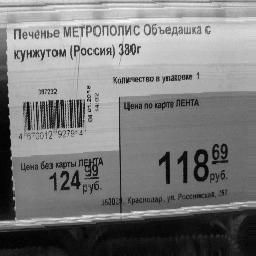 Печенье МЕТРОПОЛИС Объедашка с
кунжутом (Россия) 380г
Количество в упаковке 1
397232
Цена по карте ЛЕНТА
Цена без карты ЛЕНТА
124 99 руб.
118 69 руб.
Краснодар, ул. Российская,